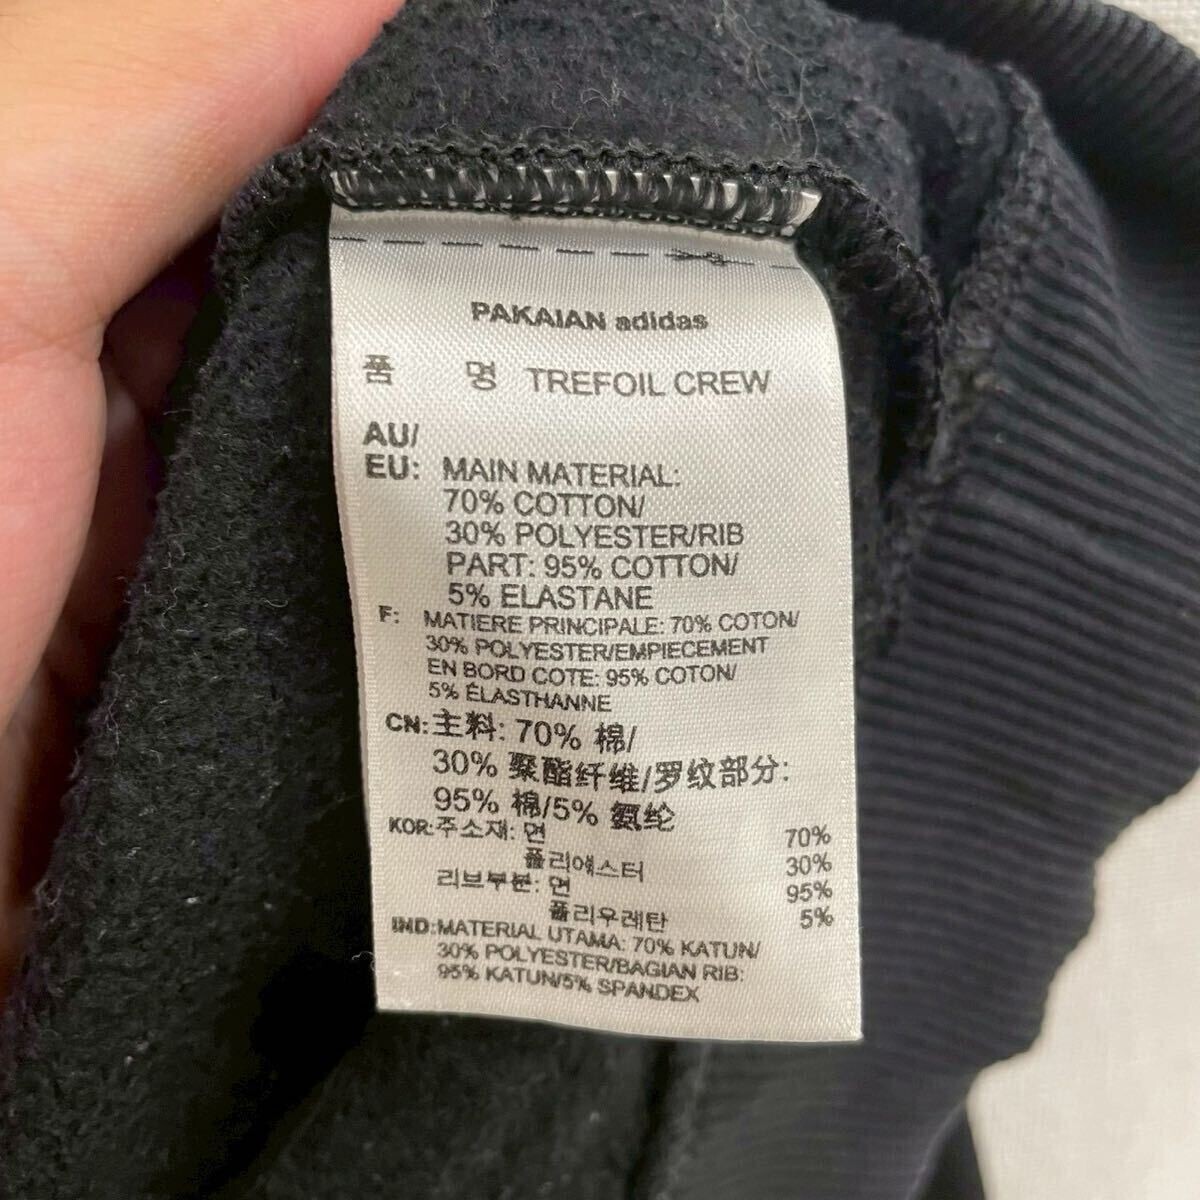 PAKAIAN adidas
품 명 TREFOIL CREW
AU/
EU: MAIN MATERIAL:
70% COTTON/
30% POLYESTER/RIB
PART: 95% COTTON/
5% ELASTANE
F: MATIERE PRINCIPALE: 70% COTON/
30% POLYESTER/EMPIECEMENT
EN BORD COTE: 95% COTON/
5% ÉLASTHANNE
CN: 主料: 70% 棉/
30% 聚酯纤维/罗纹部分:
95% 棉/5% 氨纶
KOR: 주소재: 면 70%
폴리에스터 30%
리브부분: 면 95%
폴리우레탄 5%
IND: MATERIAL UTAMA: 70% KATUN/
30% POLYESTER/BAGIAN RIB:
95% KATUN/5% SPANDEX